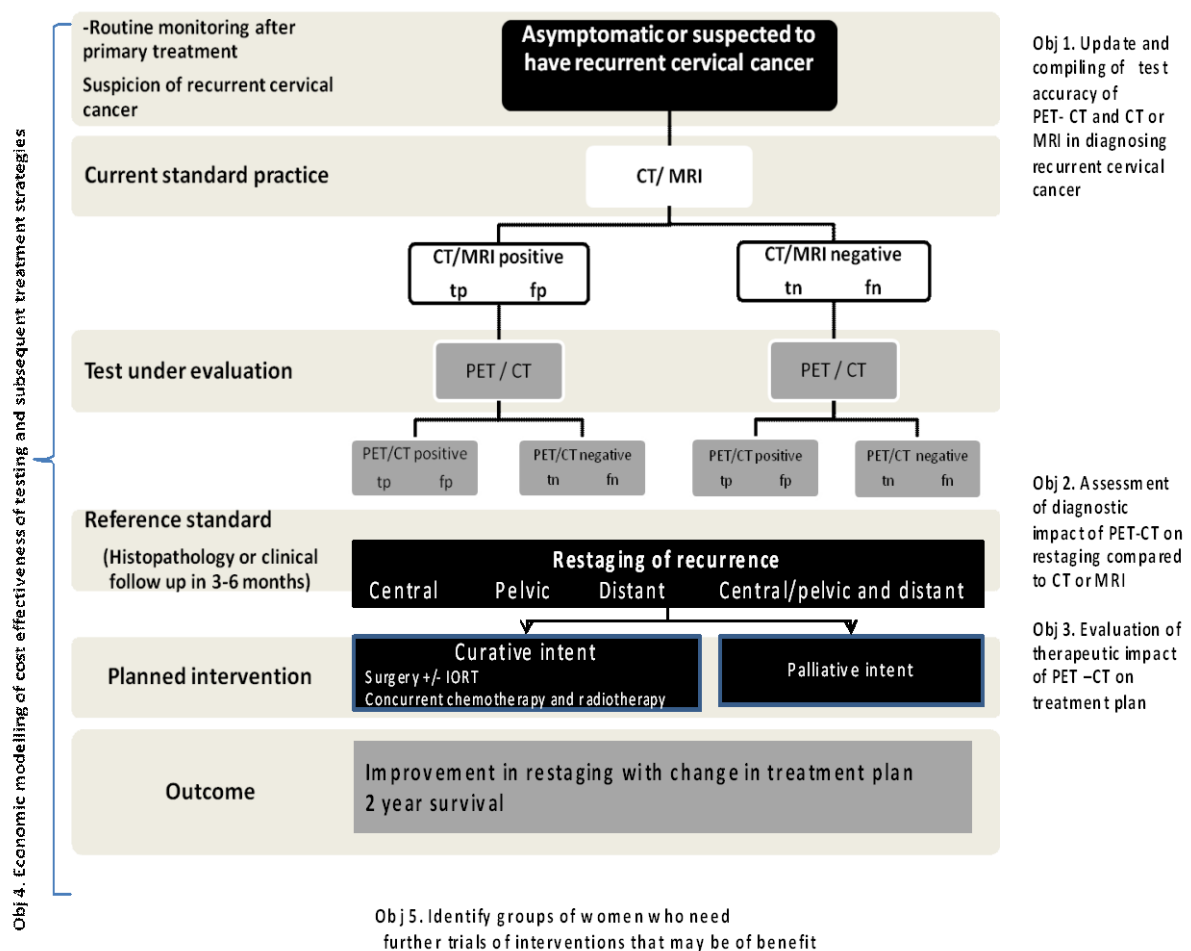 -Routine monitoring after
primary treatment
Suspicion of recurrent cervical
cancer
Asymptomatic or suspected to
have recurrent cervical cancer
Obj 1. Update and
compiling of test
accuracy of
PET- CT and CT or
MRI in diagnosing
recurrent cervical
cancer
Current standard practice
CT/ MRI
CT/MRI positive
tp fp
CT/MRI negative
tn fn
Test under evaluation
PET / CT
PET / CT
PET/CT positive
tp fp
PET/CT negative
tn fn
PET/CT positive
tp fp
PET/CT negative
tn fn
Obj 2. Assessment
of diagnostic
impact of PET-CT on
restaging compared
to CT or MRI
Reference standard
(Histopathology or clinical
follow up in 3-6 months)
Restaging of recurrence
Central Pelvic Distant Central/pelvic and distant
Obj 3. Evaluation of
therapeutic impact
of PET –CT on
treatment plan
Planned intervention
Curative intent
Surgery +/- IORT
Concurrent chemotherapy and radiotherapy
Palliative intent
Outcome
Improvement in restaging with change in treatment plan
2 year survival
Obj 4. Economic modelling of cost effectiveness of testing and subsequent treatment strategies
Obj 5. Identify groups of women who need
further trials of interventions that may be of benefit